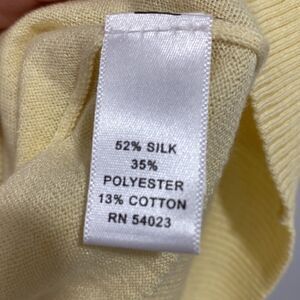 52% SILK
35%
POLYESTER
13% COTTON
RN 54023